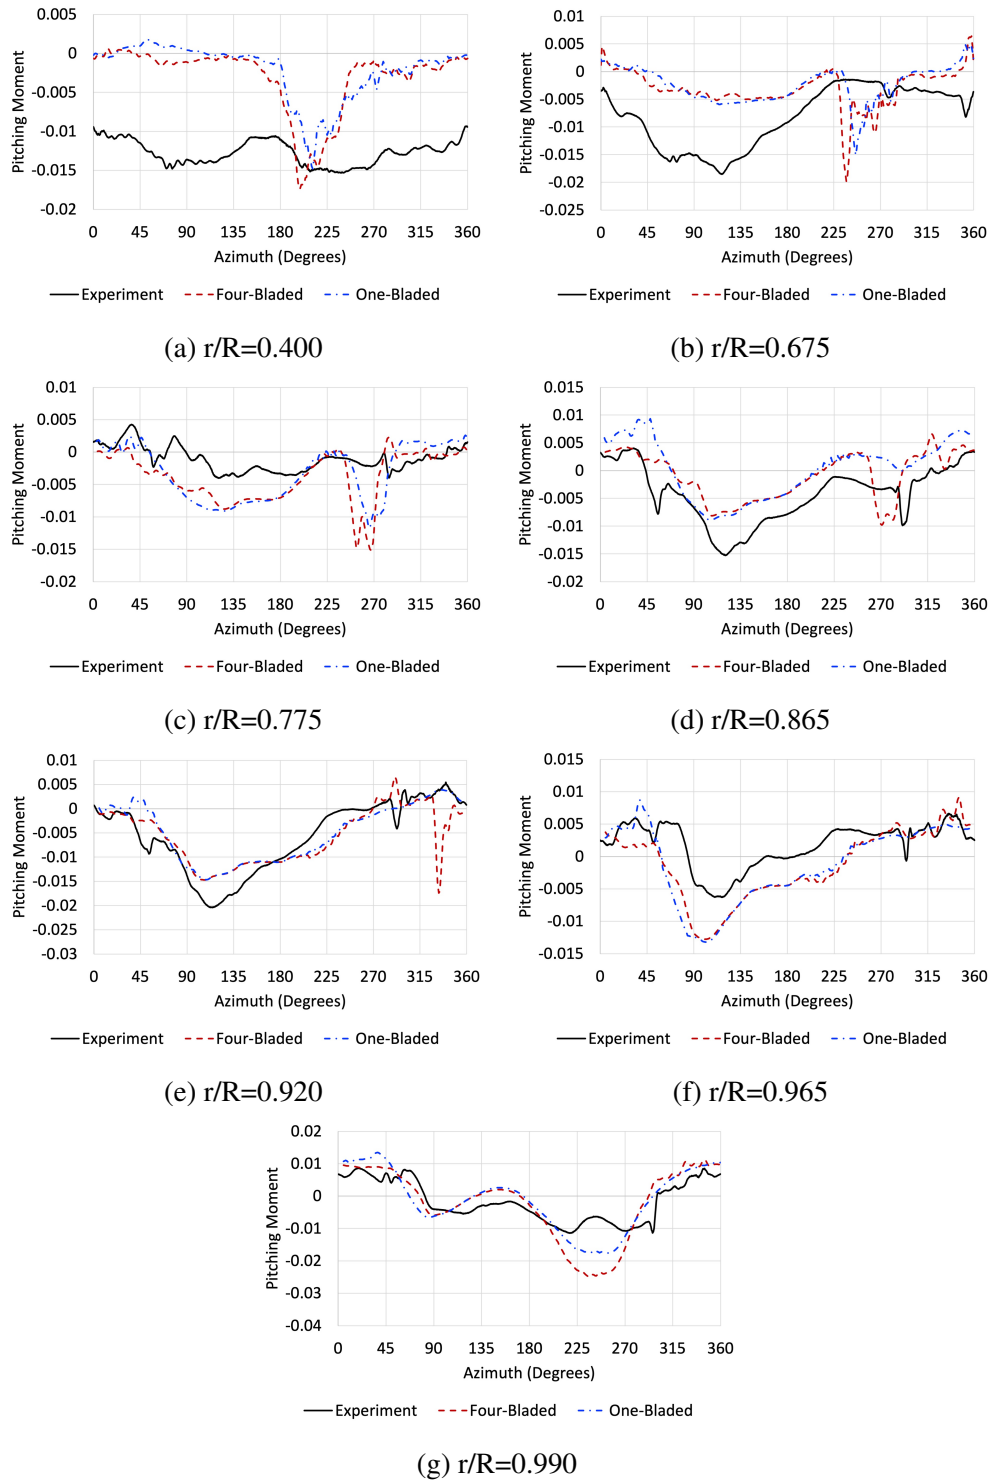 Pitching Moment
0.005
0
-0.005
-0.01
-0.015
-0.02
0 45 90 135 180 225 270 315 360
Azimuth (Degrees)
Experiment Four-Bladed One-Bladed
(a) r/R=0.400
Pitching Moment
0.01
0.005
0
-0.005
-0.01
-0.015
-0.02
-0.025
0 45 90 135 180 225 270 315 360
Azimuth (Degrees)
Experiment Four-Bladed One-Bladed
(b) r/R=0.675
Pitching Moment
0.01
0.005
0
-0.005
-0.01
-0.015
-0.02
0 45 90 135 180 225 270 315 360
Azimuth (Degrees)
Experiment Four-Bladed One-Bladed
(c) r/R=0.775
Pitching Moment
0.015
0.01
0.005
0
-0.005
-0.01
-0.015
-0.02
0 45 90 135 180 225 270 315 360
Azimuth (Degrees)
Experiment Four-Bladed One-Bladed
(d) r/R=0.865
Pitching Moment
0.01
0.005
0
-0.005
-0.01
-0.015
-0.02
-0.025
-0.03
0 45 90 135 180 225 270 315 360
Azimuth (Degrees)
Experiment Four-Bladed One-Bladed
(e) r/R=0.920
Pitching Moment
0.015
0.01
0.005
0
-0.005
-0.01
-0.015
0 45 90 135 180 225 270 315 360
Azimuth (Degrees)
Experiment Four-Bladed One-Bladed
(f) r/R=0.965
Pitching Moment
0.02
0.01
0
-0.01
-0.02
-0.03
-0.04
0 45 90 135 180 225 270 315 360
Azimuth (Degrees)
Experiment Four-Bladed One-Bladed
(g) r/R=0.990